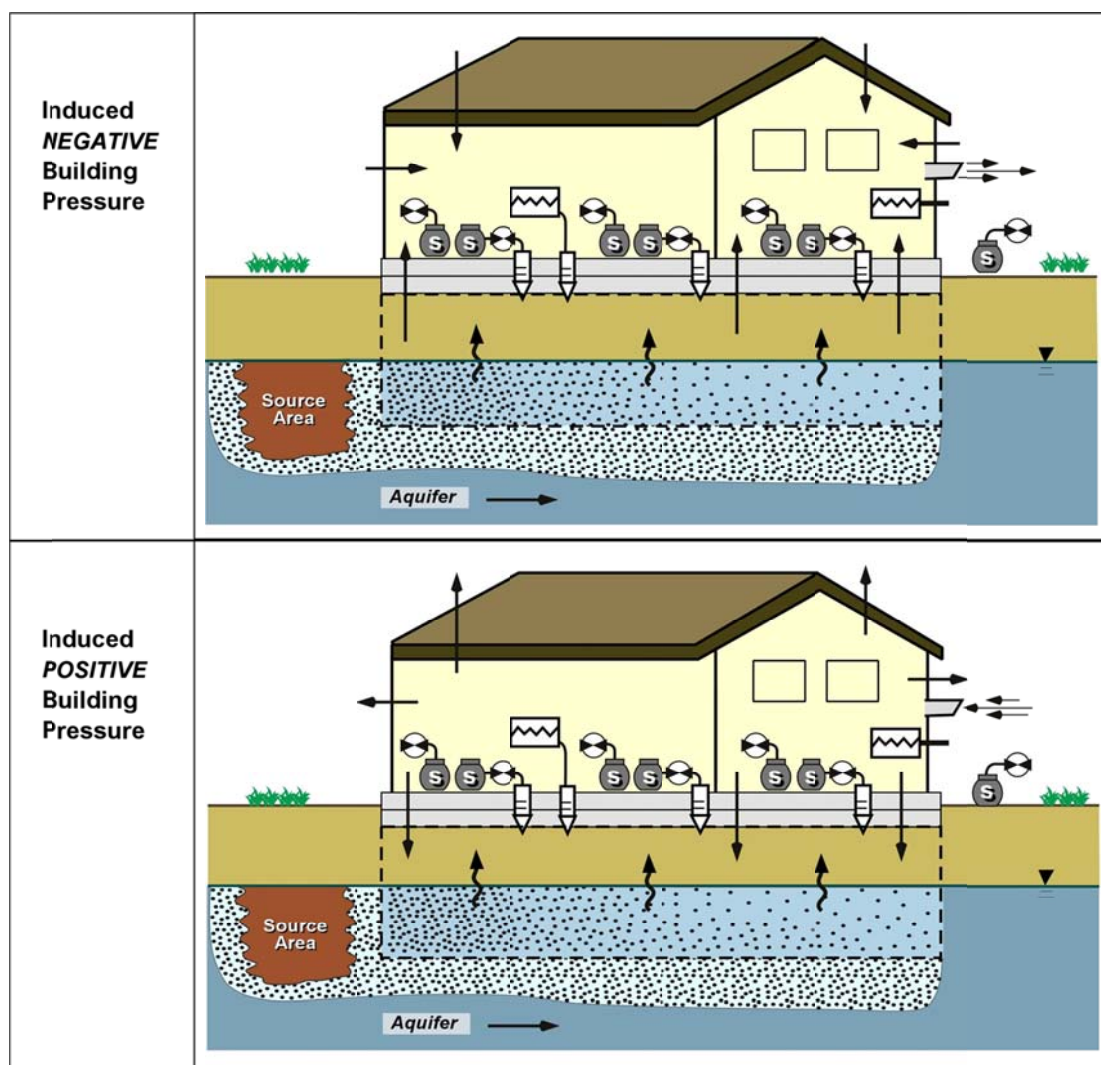 Induced
NEGATIVE
Building
Pressure
S S S S S S S
Source
Area
Aquifer
Induced
POSITIVE
Building
Pressure
S S S S S S S
Source
Area
Aquifer